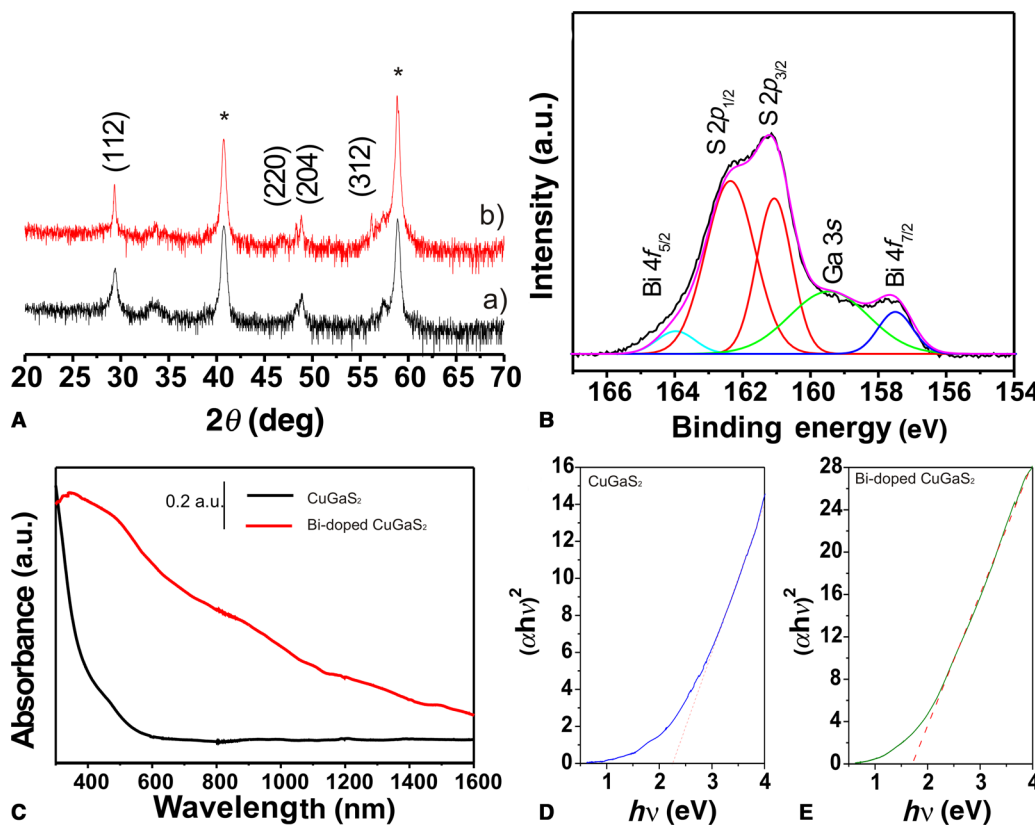 (112)
*
(220)
(204)
(312)
*
b)
a)
20 25 30 35 40 45 50 55 60 65 70
2θ (deg)
A
Intensity (a.u.)
Bi 4f5/2
S 2p1/2
S 2p3/2
Ga 3s
Bi 4f7/2
166 164 162 160 158 156 154
Binding energy (eV)
B
Absorbance (a.u.)
0.2 a.u.
CuGaS2
Bi-doped CuGaS2
400 600 800 1000 1200 1400 1600
Wavelength (nm)
C
CuGaS2
(αhν)2
16
14
12
10
8
6
4
2
0
0 1 2 3 4
hν (eV)
D
Bi-doped CuGaS2
(αhν)2
28
24
20
16
12
8
4
0
1 2 3 4
hν (eV)
E